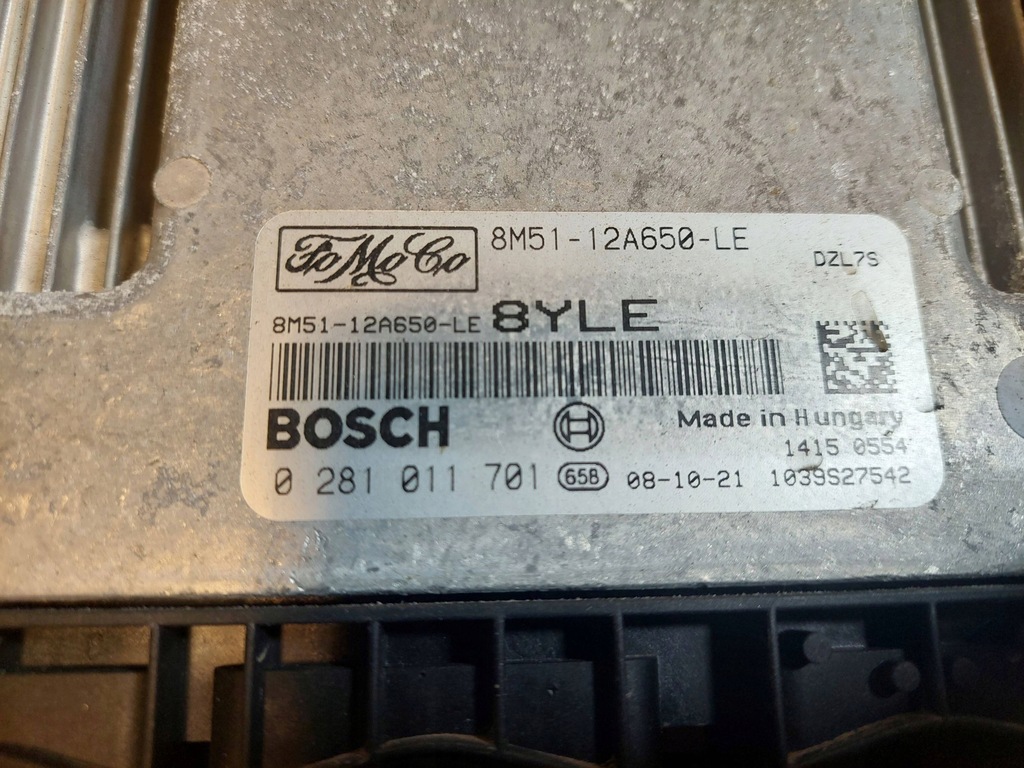 FoMoCo 8M51-12A650-LE
DZL7S
8M51-12A650-LE 8YLE
BOSCH
Made in Hungary
1415 0554
0 281 011 701 658 08-10-21 1039S27542